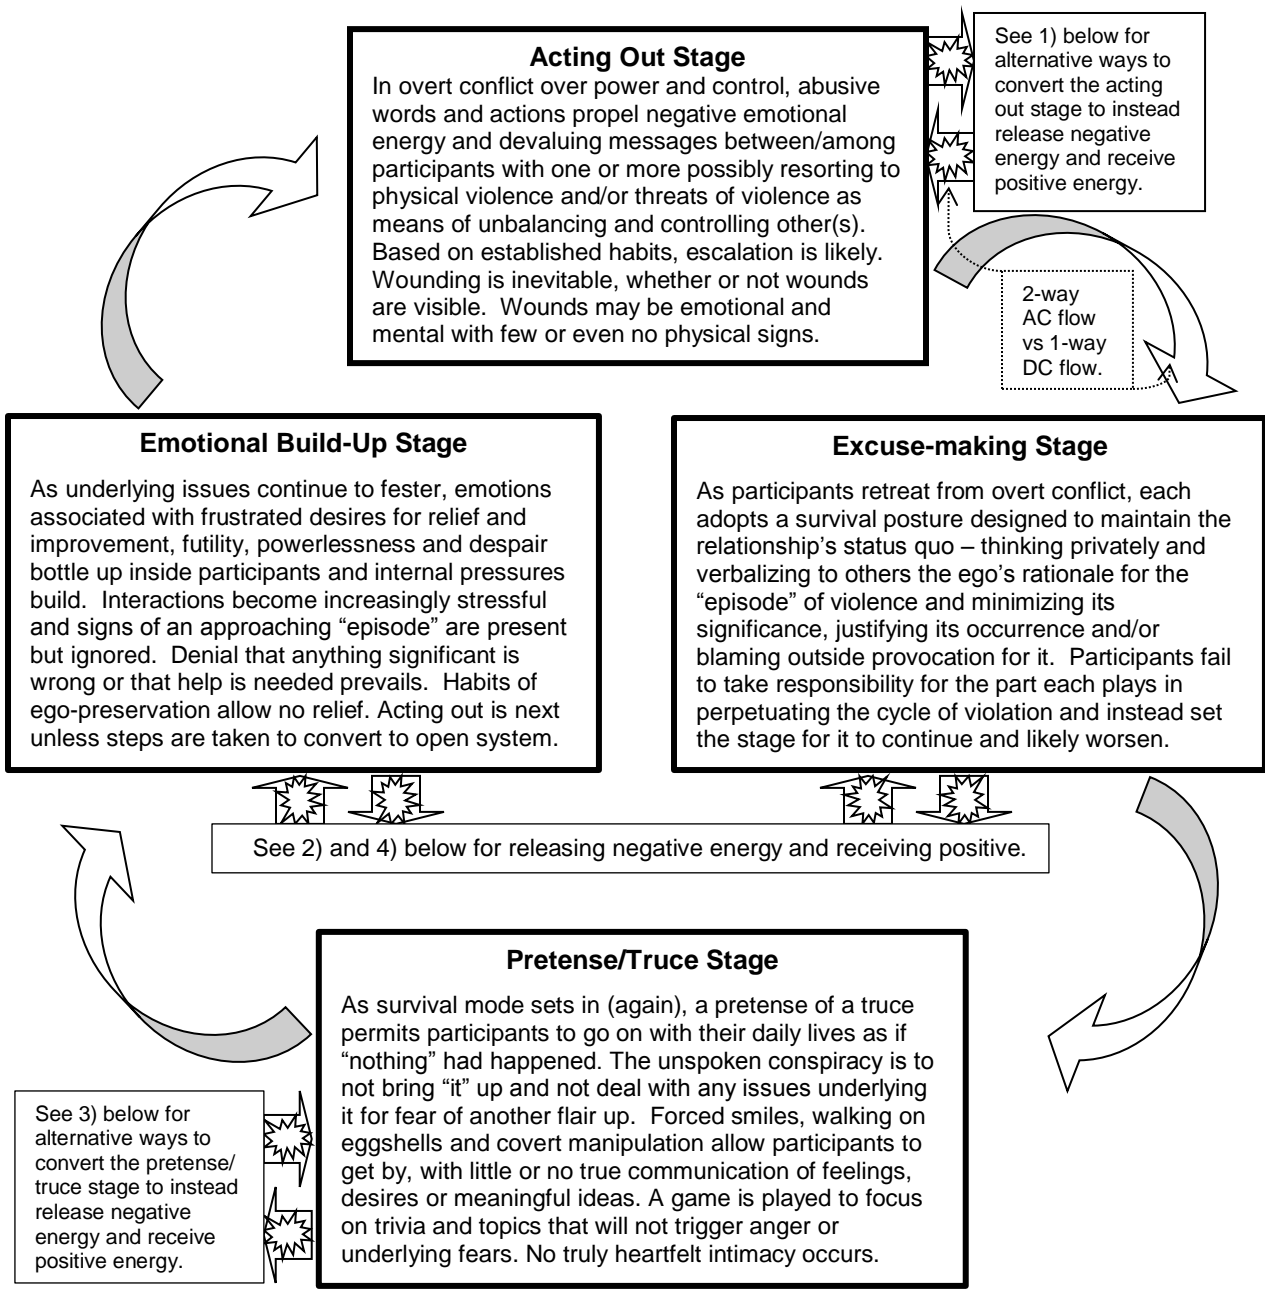 Acting Out Stage
In overt conflict over power and control, abusive
words and actions propel negative emotional
energy and devaluing messages between/among
participants with one or more possibly resorting to
physical violence and/or threats of violence as
means of unbalancing and controlling other(s).
Based on established habits, escalation is likely.
Wounding is inevitable, whether or not wounds
are visible.  Wounds may be emotional and
mental with few or even no physical signs.
See 1) below for
alternative ways to
convert the acting
out stage to instead
release negative
energy and receive
positive energy.
2-way
AC flow
vs 1-way
DC flow.
Emotional Build-Up Stage
As underlying issues continue to fester, emotions
associated with frustrated desires for relief and
improvement, futility, powerlessness and despair
bottle up inside participants and internal pressures
build.  Interactions become increasingly stressful
and signs of an approaching “episode” are present
but ignored.  Denial that anything significant is
wrong or that help is needed prevails.  Habits of
ego-preservation allow no relief. Acting out is next
unless steps are taken to convert to open system.
Excuse-making Stage
As participants retreat from overt conflict, each
adopts a survival posture designed to maintain the
relationship’s status quo – thinking privately and
verbalizing to others the ego’s rationale for the
“episode” of violence and minimizing its
significance, justifying its occurrence and/or
blaming outside provocation for it.  Participants fail
to take responsibility for the part each plays in
perpetuating the cycle of violation and instead set
the stage for it to continue and likely worsen.
See 2) and 4) below for releasing negative energy and receiving positive.
Pretense/Truce Stage
As survival mode sets in (again), a pretense of a truce
permits participants to go on with their daily lives as if
“nothing” had happened. The unspoken conspiracy is to
not bring “it” up and not deal with any issues underlying
it for fear of another flair up.  Forced smiles, walking on
eggshells and covert manipulation allow participants to
get by, with little or no true communication of feelings,
desires or meaningful ideas. A game is played to focus
on trivia and topics that will not trigger anger or
underlying fears. No truly heartfelt intimacy occurs.
See 3) below for
alternative ways to
convert the pretense/
truce stage to instead
release negative
energy and receive
positive energy.